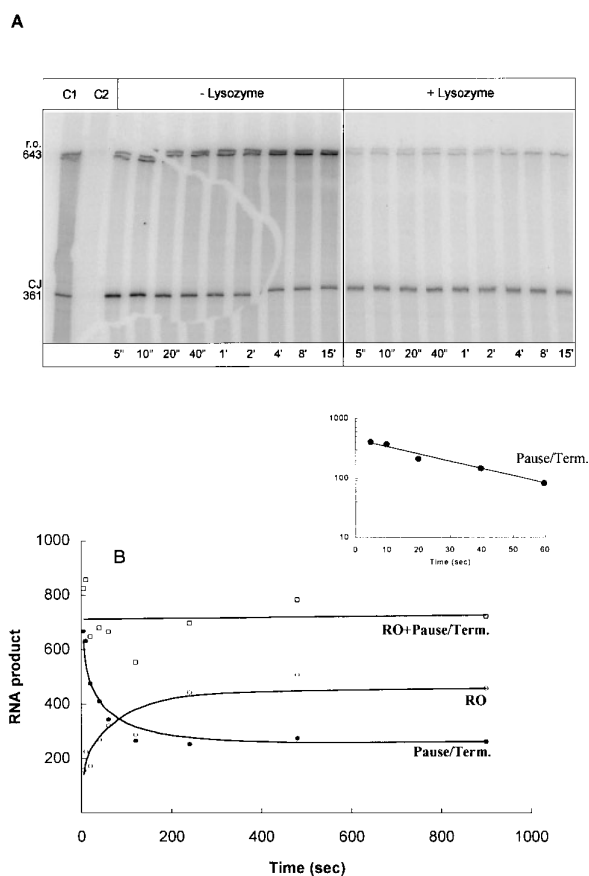 A
C1 C2 - Lysozyme + Lysozyme
r.o.
643
CJ
361
5" 10" 20" 40" 1' 2' 4' 8' 15' 5" 10" 20" 40" 1' 2' 4' 8' 15'
1000
100
10
Pause/Term.
0 10 20 30 40 50 60
Time (sec)
B
1000
800
600
400
200
RNA product
RO+Pause/Term.
RO
Pause/Term.
0 200 400 600 800 1000
Time (sec)